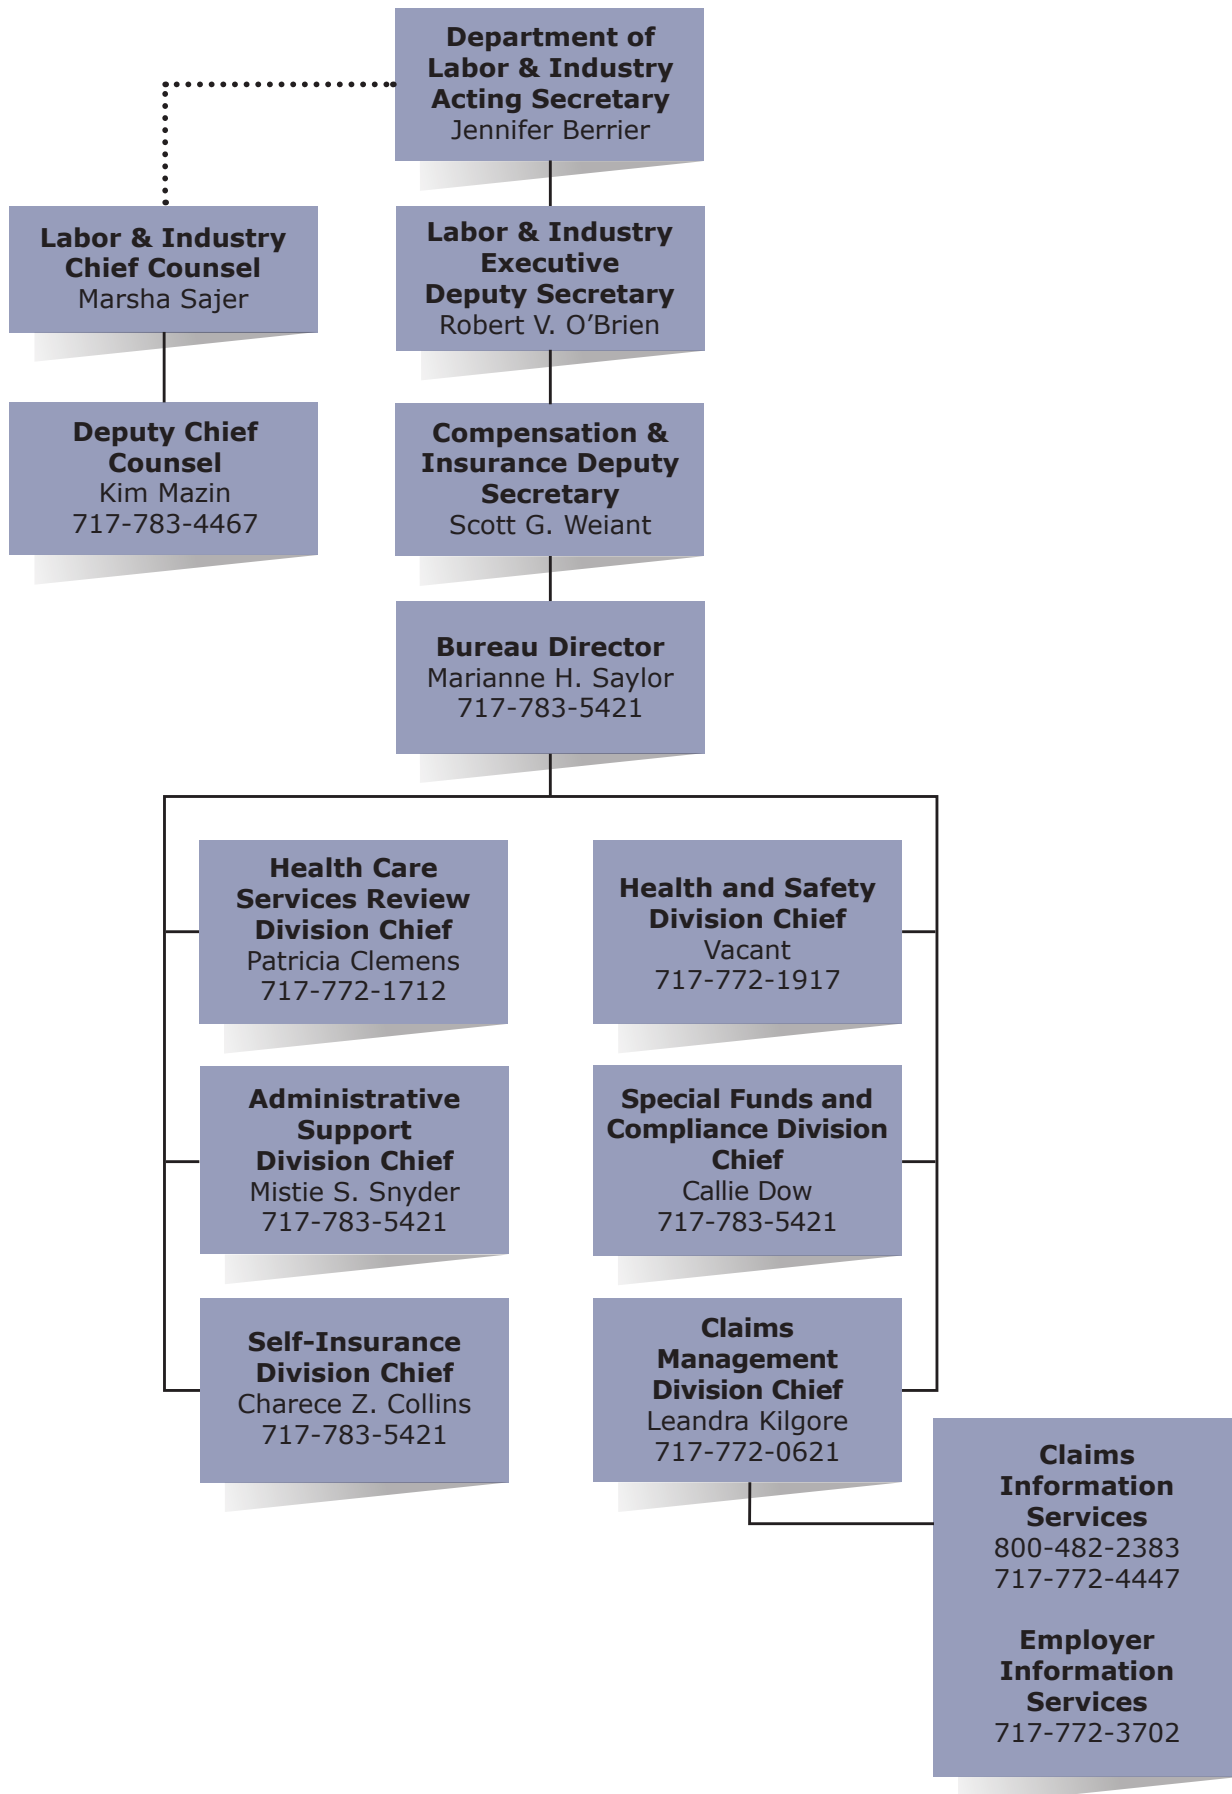 Department of
Labor & Industry
Acting Secretary
Jennifer Berrier
Labor & Industry
Chief Counsel
Marsha Sajer
Labor & Industry
Executive
Deputy Secretary
Robert V. O’Brien
Deputy Chief
Counsel
Kim Mazin
717-783-4467
Compensation &
Insurance Deputy
Secretary
Scott G. Weiant
Bureau Director
Marianne H. Saylor
717-783-5421
Health Care
Services Review
Division Chief
Patricia Clemens
717-772-1712
Health and Safety
Division Chief
Vacant
717-772-1917
Administrative
Support
Division Chief
Mistie S. Snyder
717-783-5421
Special Funds and
Compliance Division
Chief
Callie Dow
717-783-5421
Self-Insurance
Division Chief
Charece Z. Collins
717-783-5421
Claims
Management
Division Chief
Leandra Kilgore
717-772-0621
Claims
Information
Services
800-482-2383
717-772-4447
Employer
Information
Services
717-772-3702